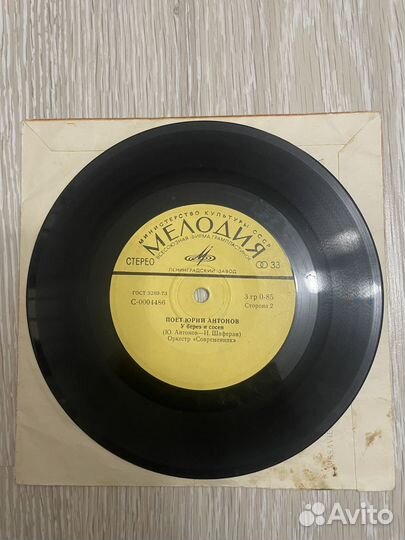 МИНИСТЕРСТВО КУЛЬТУРЫ СССР
МЕЛОДИЯ
ВСЕСОЮЗНАЯ ФИРМА ГРАМПЛАСТИНОК
СТЕРЕО
33
ЛЕНИНГРАДСКИЙ ЗАВОД
ГОСТ 5289-73
С-0004486
3 гр 0-85
Сторона 2
ПОЕТ ЮРИЙ АНТОНОВ
У берез и сосен
(Ю. Антонов—И. Шаферан)
Оркестр «Современник»
Avito